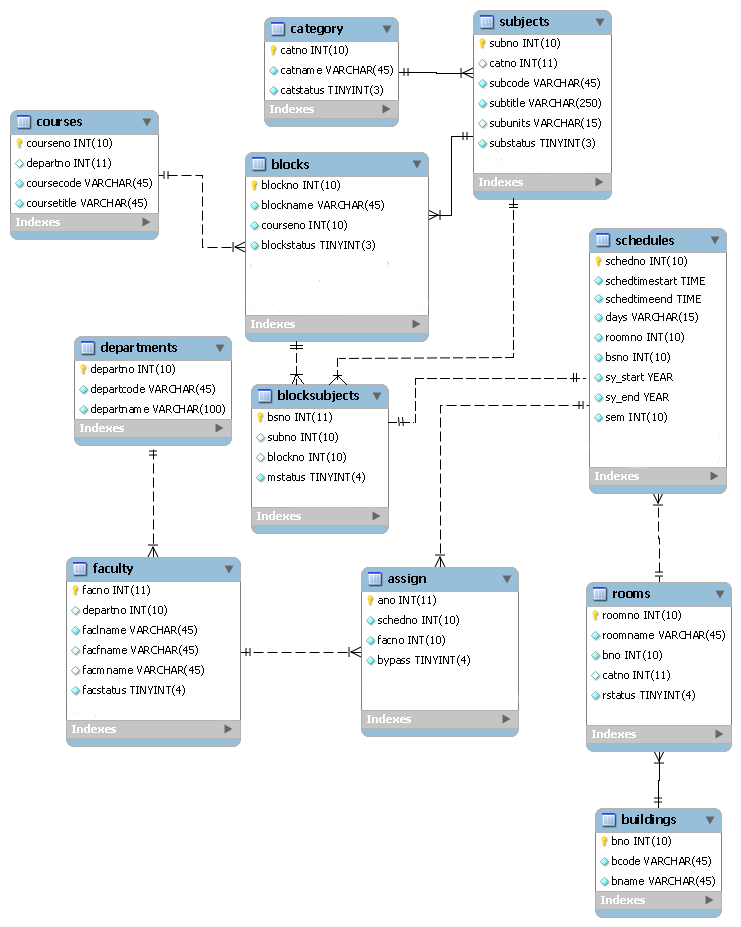 category
catno INT(10)
catname VARCHAR(45)
catstatus TINYINT(3)
Indexes
subjects
subno INT(10)
catno INT(11)
subcode VARCHAR(45)
subtitle VARCHAR(250)
subunits VARCHAR(15)
substatus TINYINT(3)
Indexes
courses
courseno INT(10)
departno INT(11)
coursecode VARCHAR(45)
coursetitle VARCHAR(45)
Indexes
blocks
blockno INT(10)
blockname VARCHAR(45)
courseno INT(10)
blockstatus TINYINT(3)
Indexes
schedules
schedno INT(10)
schedtimestart TIME
schedtimeend TIME
days VARCHAR(15)
roomno INT(10)
bsno INT(10)
sy_start YEAR
sy_end YEAR
sem INT(10)
Indexes
departments
departno INT(10)
departcode VARCHAR(45)
departname VARCHAR(100)
Indexes
blocksubjects
bsno INT(11)
subno INT(10)
blockno INT(10)
mstatus TINYINT(4)
Indexes
faculty
facno INT(11)
departno INT(10)
faclname VARCHAR(45)
facfname VARCHAR(45)
facmname VARCHAR(45)
facstatus TINYINT(4)
Indexes
assign
ano INT(11)
schedno INT(10)
facno INT(10)
bypass TINYINT(4)
Indexes
rooms
roomno INT(10)
roomname VARCHAR(45)
bno INT(10)
catno INT(11)
rstatus TINYINT(4)
Indexes
buildings
bno INT(10)
bcode VARCHAR(45)
bname VARCHAR(45)
Indexes